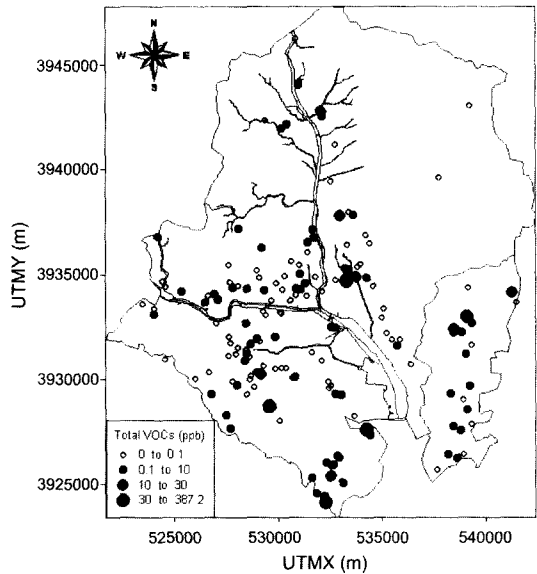 N
W E
S
3945000
3940000
3935000
3930000
3925000
UTMY (m)
Total VOCs (ppb)
0 to 0.1
0.1 to 10
10 to 30
30 to 387.2
525000 530000 535000 540000
UTMX (m)